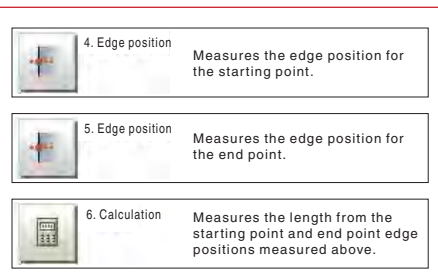 4. Edge position
Measures the edge position for
the starting point.
5. Edge position
Measures the edge position for
the end point.
6. Calculation
Measures the length from the
starting point and end point edge
positions measured above.